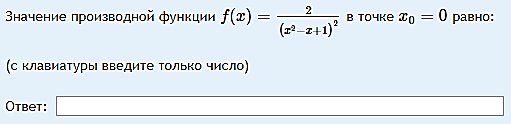 Значение производной функции f(x) = 2/(x²−x+1)² в точке x₀ = 0 равно:
(с клавиатуры введите только число)
Ответ: